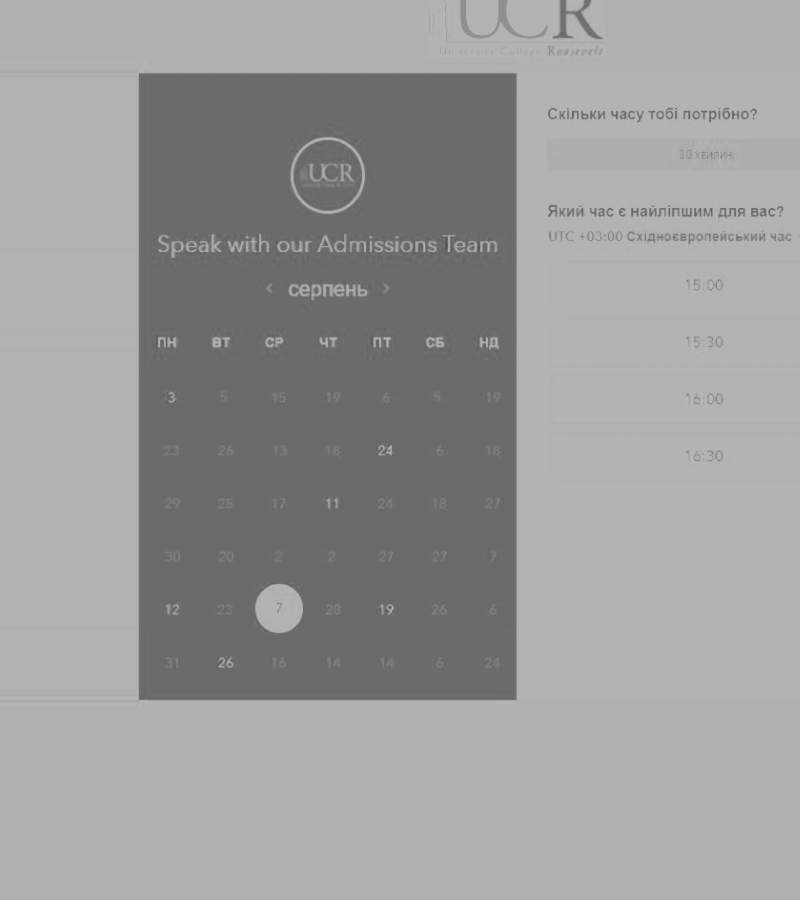 UCR
University College Roosevelt
UCR
Speak with our Admissions Team
‹ серпень ›
ПН ВТ СР ЧТ ПТ СБ НД
3 5 15 19 6 5 19
23 26 13 18 24 6 18
29 25 17 11 24 18 27
30 20 2 2 27 27 7
12 23 7 28 19 26 6
31 26 16 14 14 6 24
Скільки часу тобі потрібно?
30 хвилин
Який час є найліпшим для вас?
UTC +03:00 Східноєвропейський час
15:00
15:30
16:00
16:30